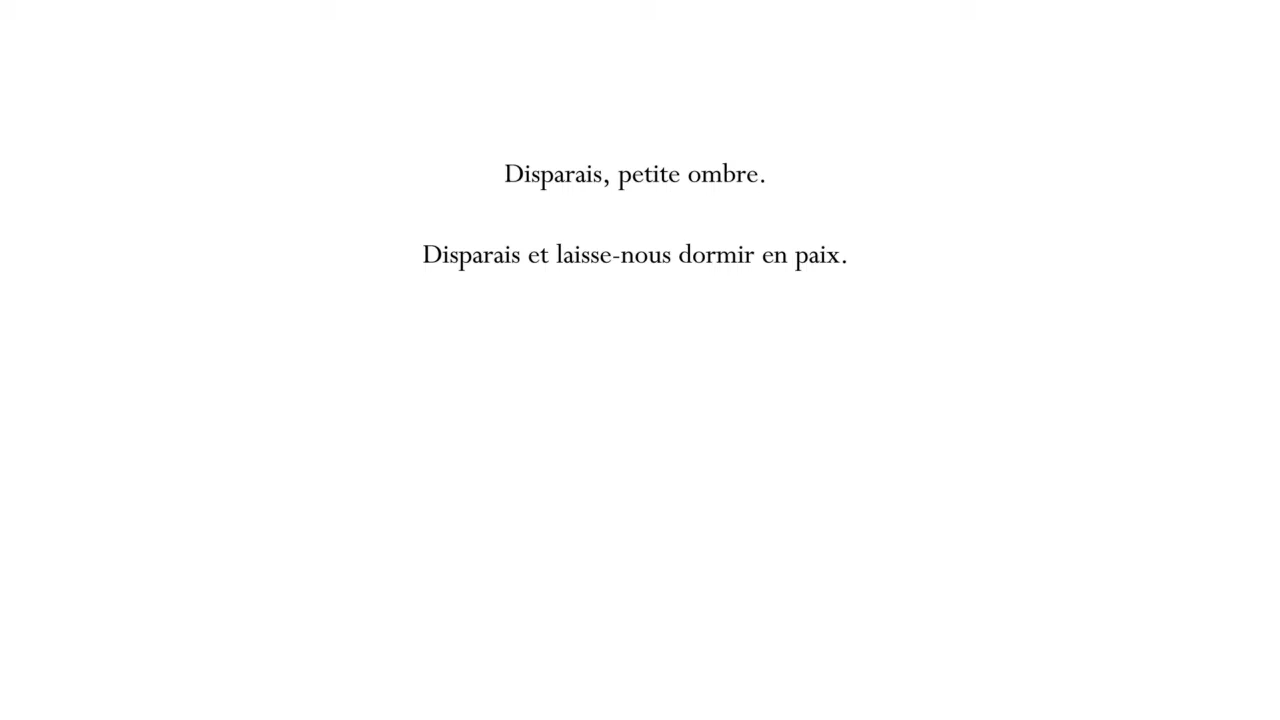 Disparais, petite ombre.
Disparais et laisse-nous dormir en paix.